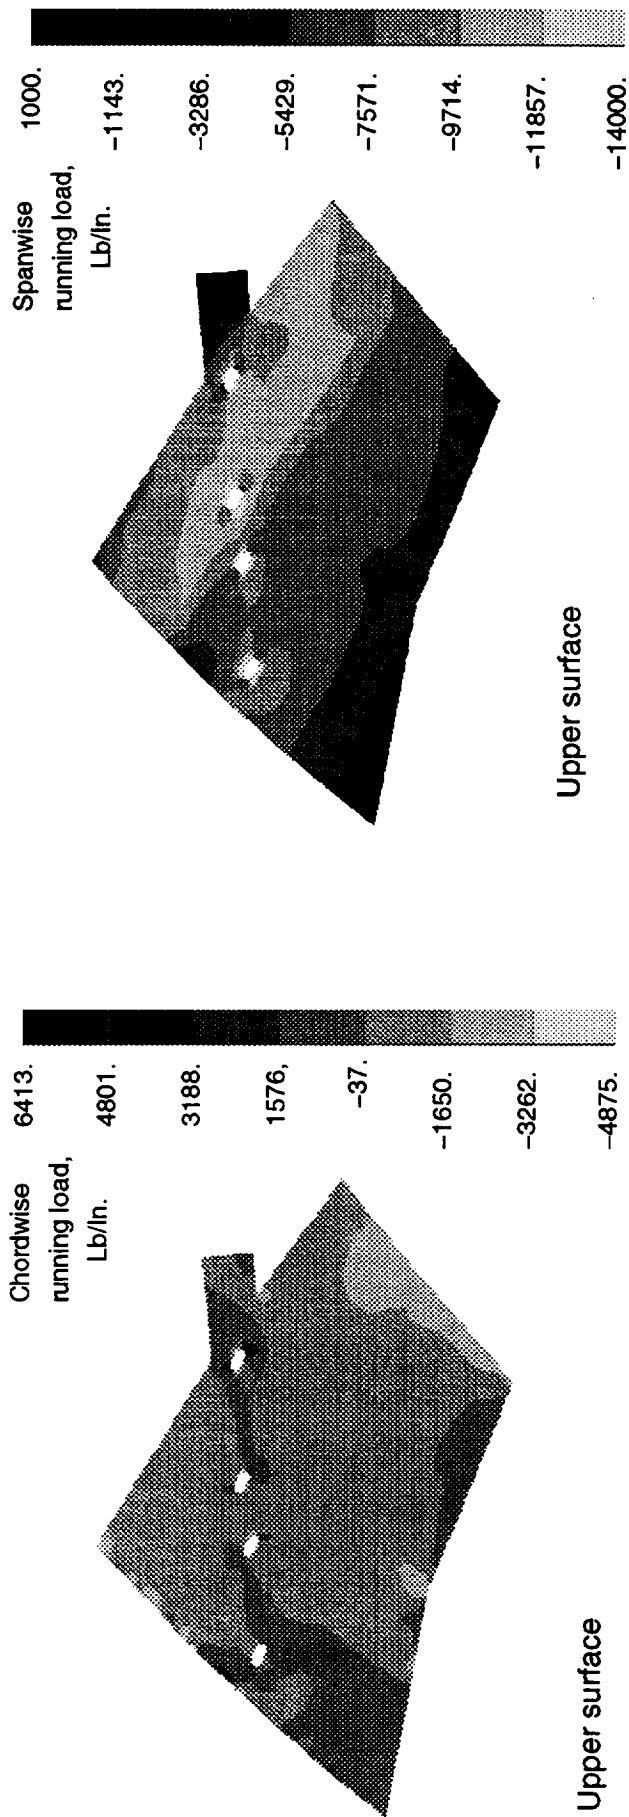 Spanwise
running load,
Lb/In.
1000.
−1143.
−3286.
−5429.
−7571.
−9714.
−11857.
−14000.
Upper surface
Chordwise
running load,
Lb/In.
6413.
4801.
3188.
1576,
−37.
−1650.
−3262.
−4875.
Upper surface